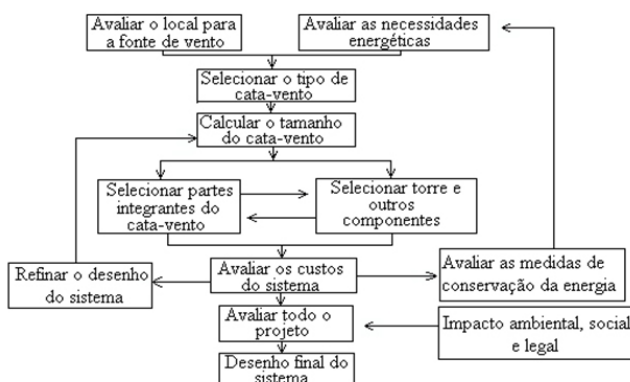 Avaliar o local para
a fonte de vento
Avaliar as necessidades
energéticas
Selecionar o tipo de
cata-vento
Calcular o tamanho
do cata-vento
Selecionar partes
integrantes do
cata-vento
Selecionar torre e
outros
componentes
Refinar o desenho
do sistema
Avaliar os custos
do sistema
Avaliar as medidas de
conservação da energia
Avaliar todo o
projeto
Impacto ambiental, social
e legal
Desenho final do
sistema